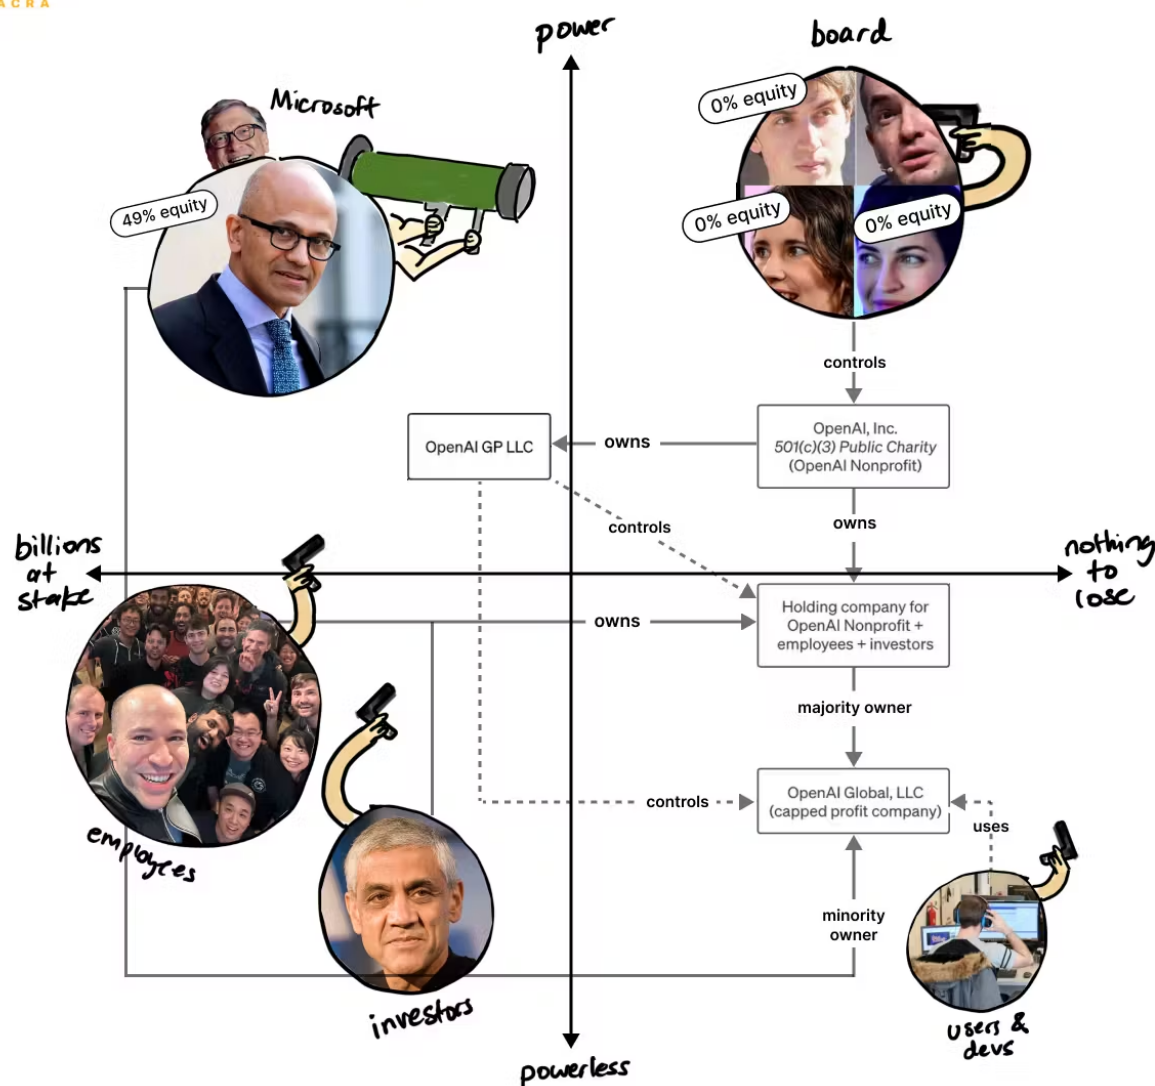 ACRA
power
board
Microsoft
0% equity
49% equity
0% equity
0% equity
controls
OpenAI GP LLC
owns
OpenAI, Inc.
501(c)(3) Public Charity
(OpenAI Nonprofit)
controls
owns
billions
at
stake
nothing
to
lose
owns
Holding company for
OpenAI Nonprofit +
employees + investors
majority owner
controls
OpenAI Global, LLC
(capped profit company)
uses
employees
minority
owner
investors
users &
devs
powerless